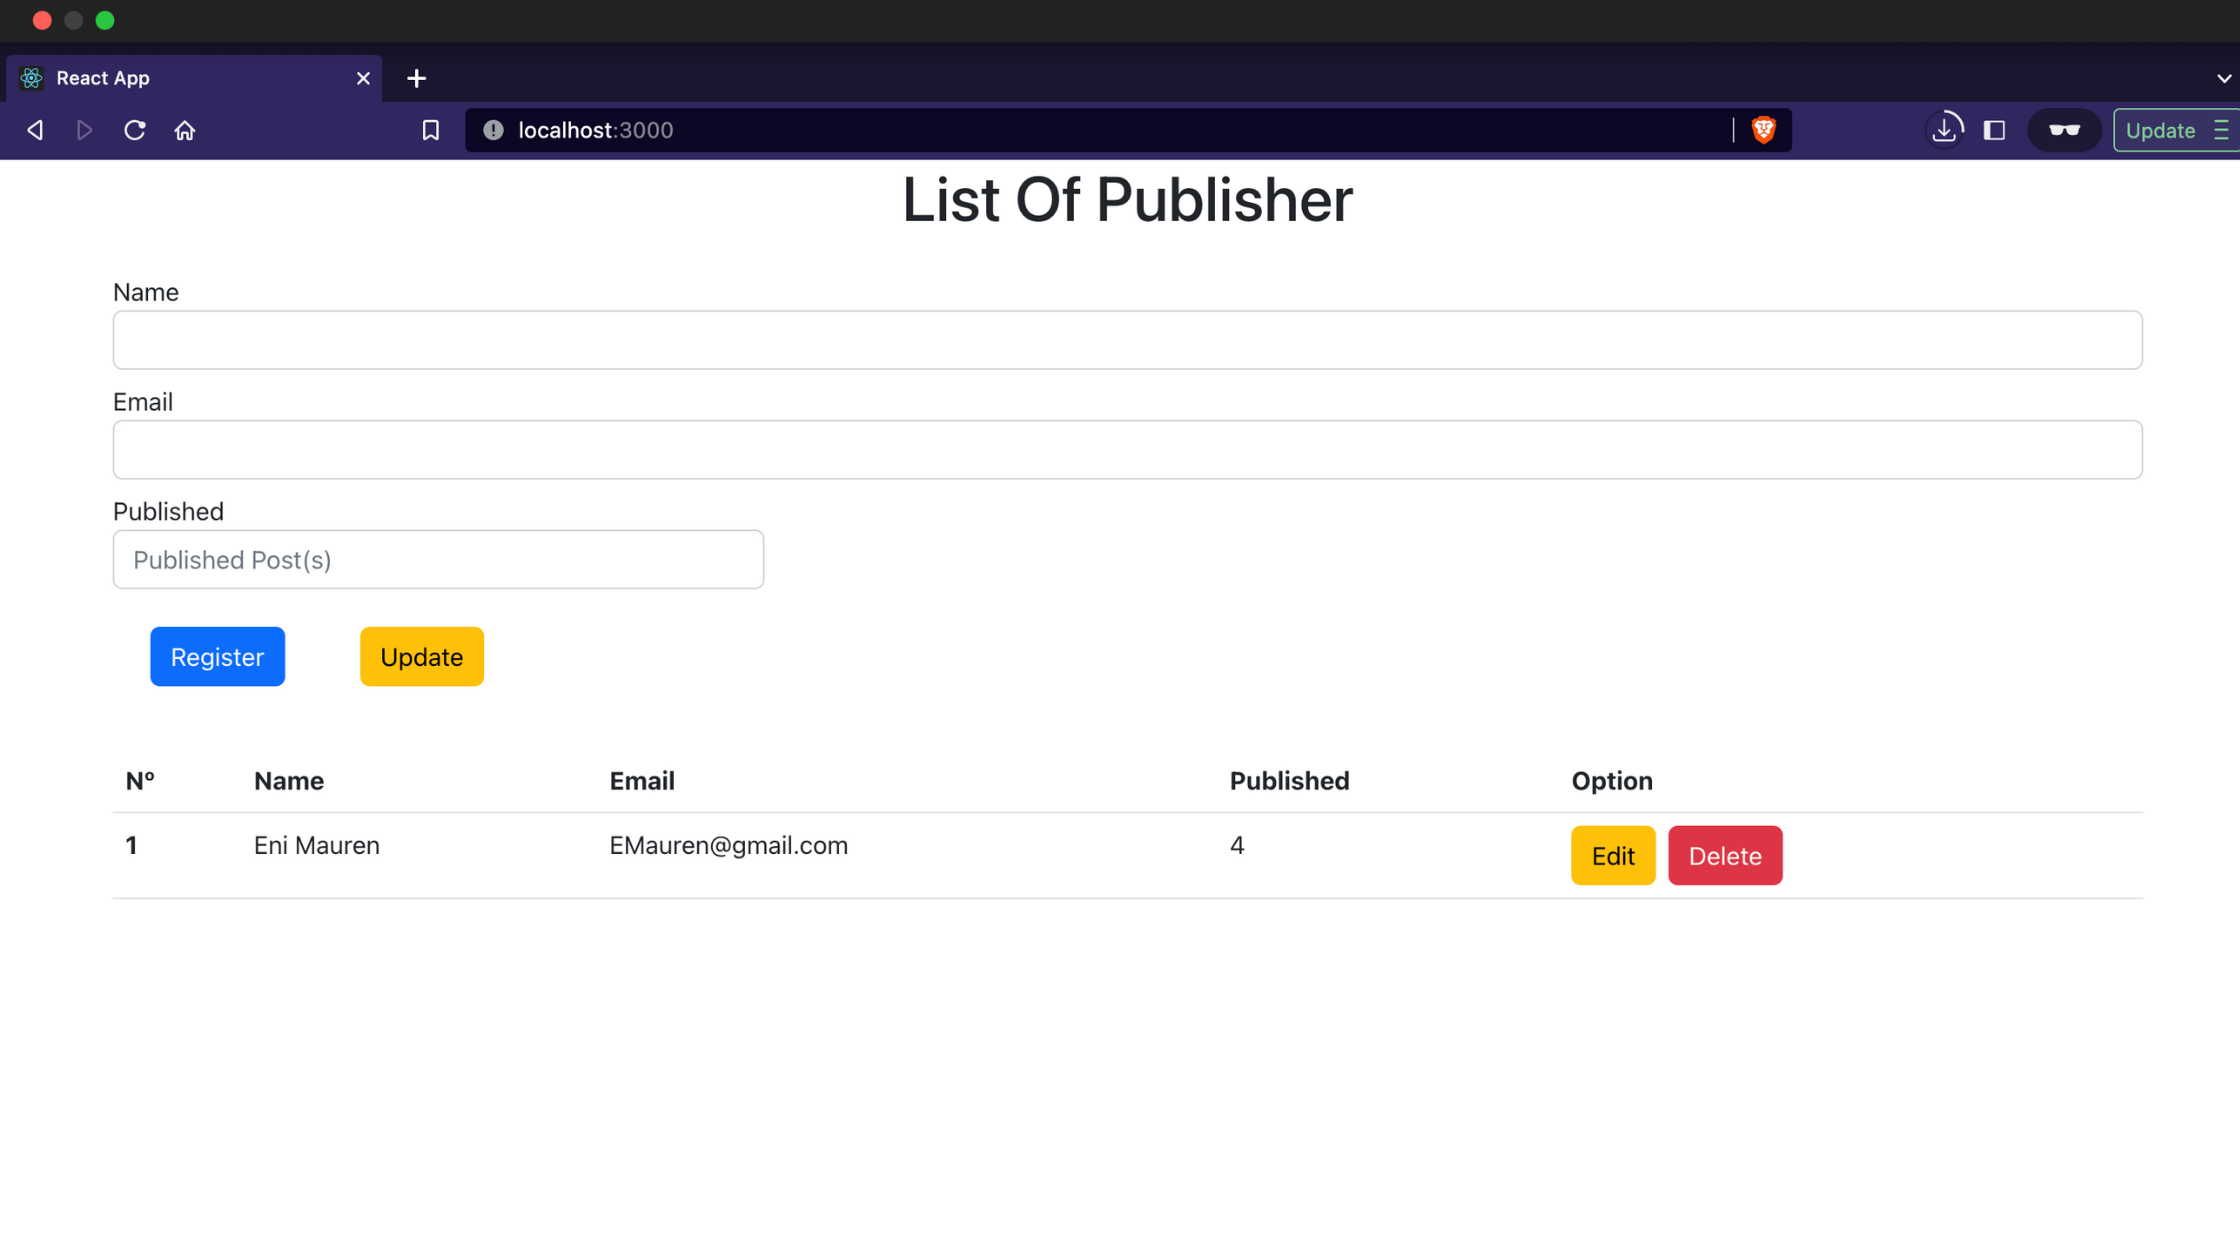 React App
localhost:3000
Update
List Of Publisher
Name
Email
Published
Published Post(s)
Register Update
Nº Name Email Published Option
1 Eni Mauren EMauren@gmail.com 4 Edit Delete